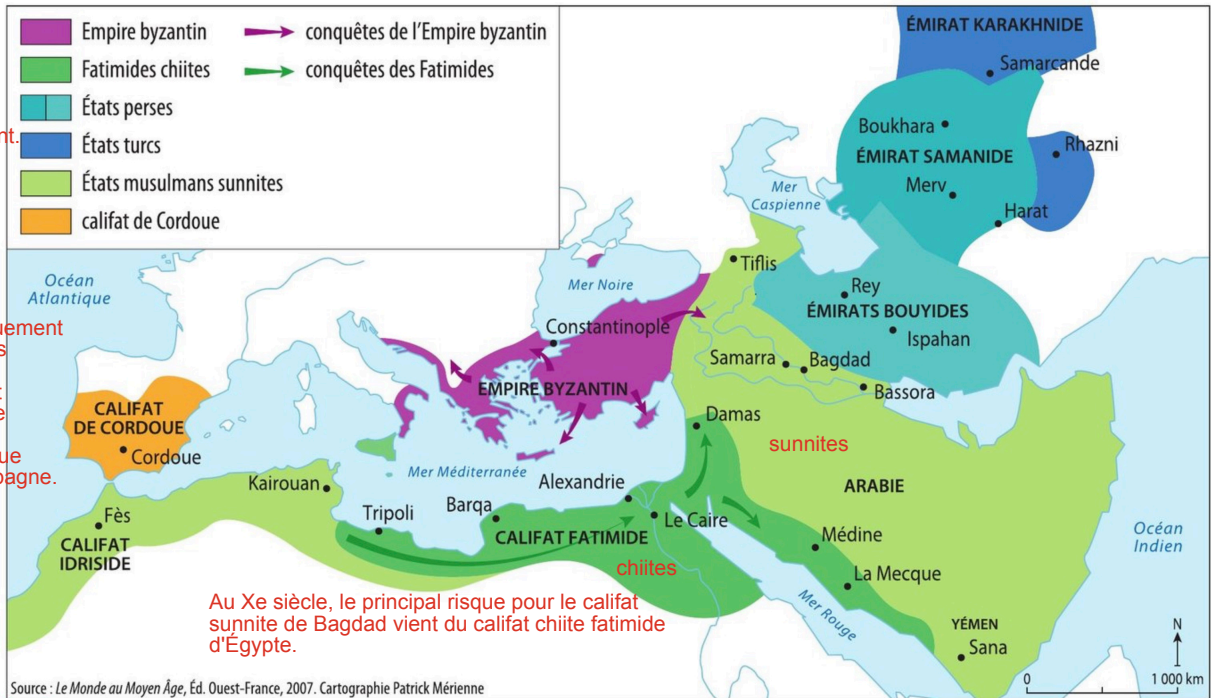 Empire byzantin
conquêtes de l'Empire byzantin
Fatimides chiites
conquêtes des Fatimides
États perses
États turcs
États musulmans sunnites
califat de Cordoue
ÉMIRAT KARAKHNIDE
Samarcande
Boukhara
ÉMIRAT SAMANIDE
Rhazni
Merv
Harat
Mer
Caspienne
Océan
Atlantique
Mer Noire
Tiflis
Rey
ÉMIRATS BOUYIDES
Ispahan
Constantinople
Samarra
Bagdad
Bassora
EMPIRE BYZANTIN
CALIFAT
DE CORDOUE
Cordoue
Damas
sunnites
Mer Méditerranée
Kairouan
Alexandrie
ARABIE
Tripoli
Barqa
Le Caire
Fès
CALIFAT
IDRISIDE
CALIFAT FATIMIDE
chiites
Médine
La Mecque
Océan
Indien
Mer Rouge
YÉMEN
Sana
Au Xe siècle, le principal risque pour le califat
sunnite de Bagdad vient du califat chiite fatimide
d'Égypte.
N
0
1 000 km
Source : Le Monde au Moyen Âge, Éd. Ouest-France, 2007. Cartographie Patrick Mérienne